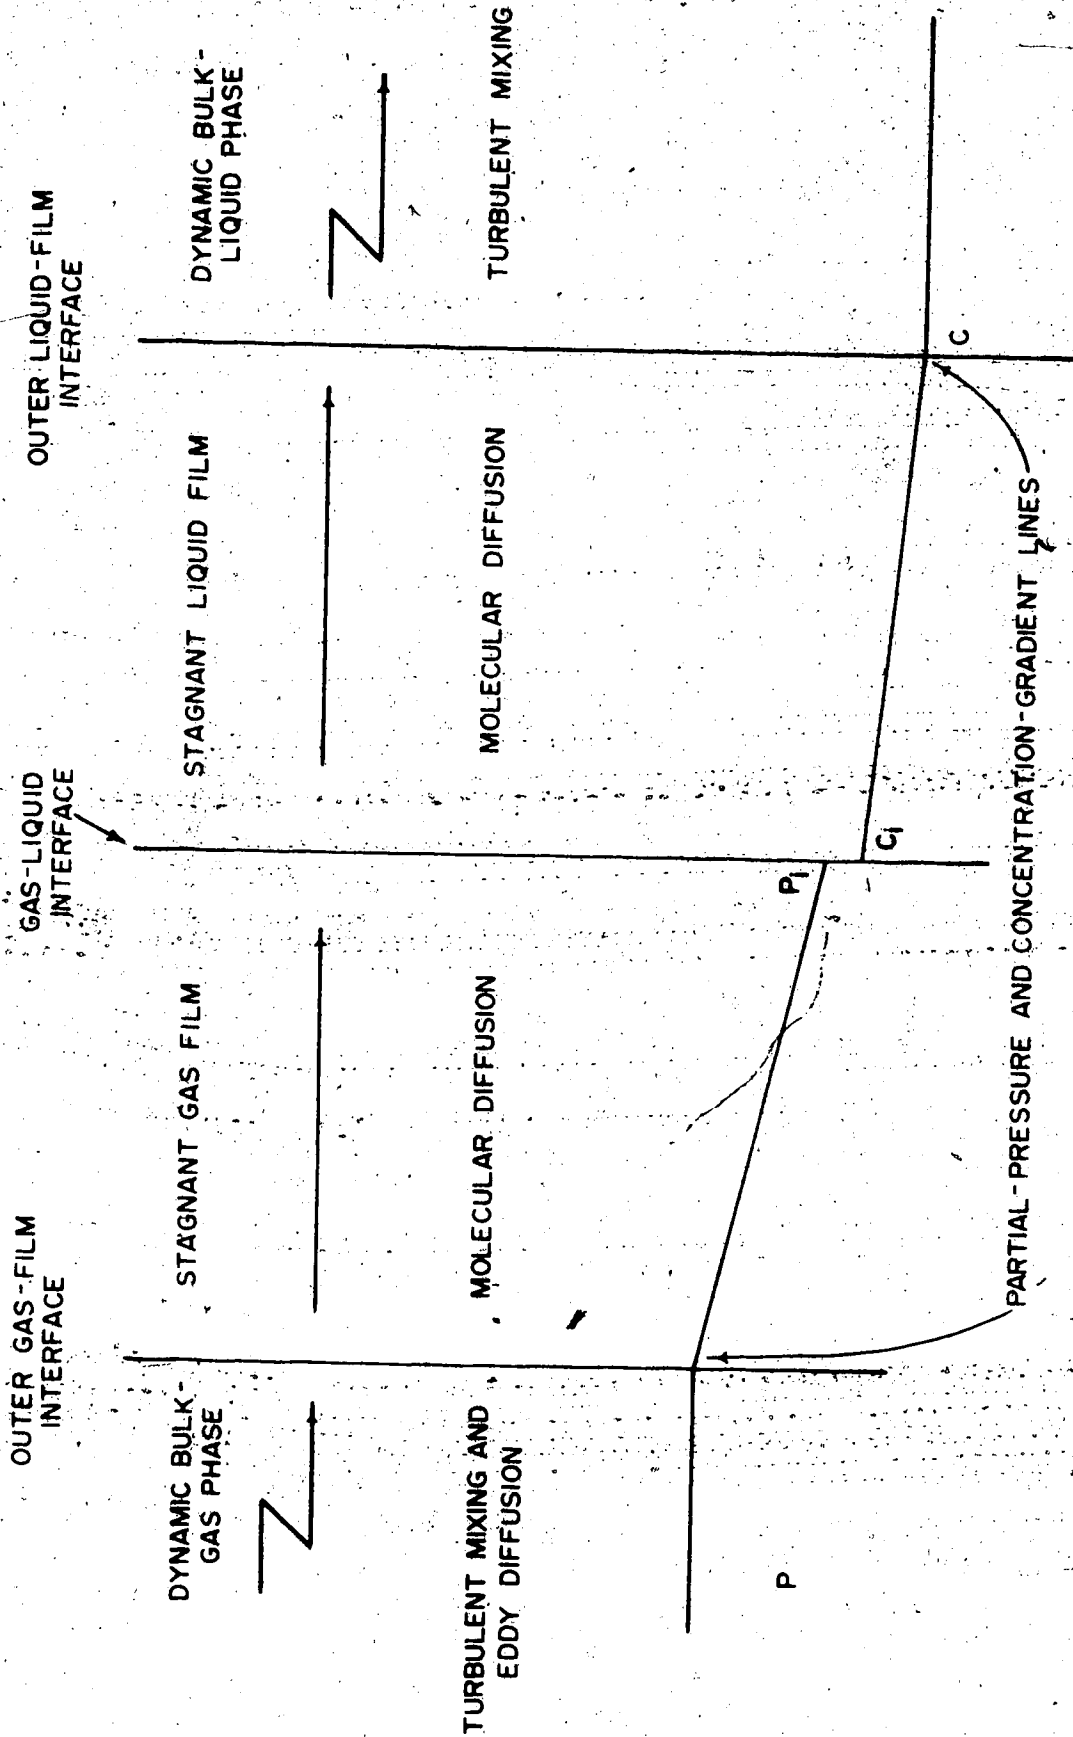 OUTER GAS-FILM
INTERFACE
GAS-LIQUID
INTERFACE
OUTER LIQUID-FILM
INTERFACE
DYNAMIC BULK-
GAS PHASE
STAGNANT GAS FILM
STAGNANT LIQUID FILM
DYNAMIC BULK-
LIQUID PHASE
TURBULENT MIXING AND
EDDY DIFFUSION
MOLECULAR DIFFUSION
MOLECULAR DIFFUSION
TURBULENT MIXING
P
Pi
Ci
C
PARTIAL-PRESSURE AND CONCENTRATION-GRADIENT LINES